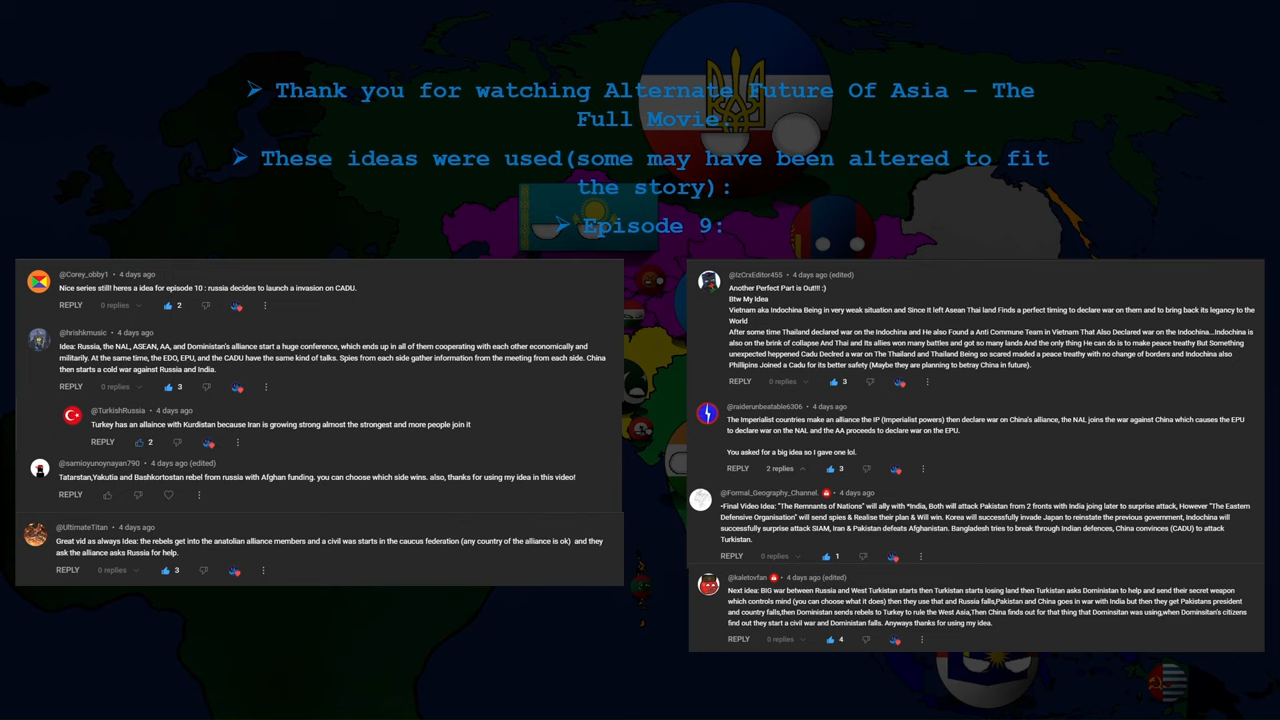 ➢ Thank you for watching Alternate Future Of Asia – The
Full Movie.
➢ These ideas were used(some may have been altered to fit
the story):
➢ Episode 9:
@Corey_obby1 • 4 days ago
Nice series still! heres a idea for episode 10 : russia decides to launch a invasion on CADU.
REPLY 0 replies 2
@hrishkmusic • 4 days ago
Idea: Russia, the NAL, ASEAN, AA, and Doministan's alliance start a huge conference, which ends up in all of them cooperating with each other economically and
militarily. At the same time, the EDO, EPU, and the CADU have the same kind of talks. Spies from each side gather information from the meeting from each side. China
then starts a cold war against Russia and India.
REPLY 0 replies 3
@TurkishRussia • 4 days ago
Turkey has an allaince with Kurdistan because Iran is growing strong almost the strongest and more people join it
REPLY 2
@samioyunoynayan790 • 4 days ago (edited)
Tatarstan,Yakutia and Bashkortostan rebel from russia with Afghan funding. you can choose which side wins. also, thanks for using my idea in this video!
REPLY
@UltimateTitan • 4 days ago
Great vid as always Idea: the rebels get into the anatolian alliance members and a civil was starts in the caucus federation (any country of the alliance is ok) and they
ask the alliance asks Russia for help.
REPLY 0 replies 3
@IzCrxEditor455 • 4 days ago (edited)
Another Perfect Part is Out!!! :)
Btw My Idea
Vietnam aka Indochina Being in very weak situation and Since It left Asean Thai land Finds a perfect timing to declare war on them and to bring back its legancy to the
World
After some time Thailand declared war on the Indochina and He also Found a Anti Commune Team in Vietnam That Also Declared war on the Indochina...Indochina is
also on the brink of collapse And Thai and Its allies won many battles and got so many lands And the only thing He can do is to make peace treathy But Something
unexpected heppened Cadu Declred a war on The Thailand and Thailand Being so scared maded a peace treathy with no change of borders and Indochina also
Phillipins Joined a Cadu for its better safety (Maybe they are planning to betray China in future).
REPLY 0 replies 3
@raiderunbeatable6306 • 4 days ago
The Imperialist countries make an alliance the IP (Imperialist powers) then declare war on China's alliance, the NAL joins the war against China which causes the EPU
to declare war on the NAL and the AA proceeds to declare war on the EPU.
You asked for a big idea so I gave one lol.
REPLY 2 replies 3
@Formal_Geography_Channel. • 4 days ago
•Final Video Idea: "The Remnants of Nations" will ally with *India, Both will attack Pakistan from 2 fronts with India joing later to surprise attack, However "The Eastern
Defensive Organisation" will send spies & Realise their plan & Will win. Korea will successfully invade Japan to reinstate the previous government, Indochina will
successfully surprise attack SIAM, Iran & Pakistan defeats Afghanistan. Bangladesh tries to break through Indian defences, China convinces (CADU) to attack
Turkistan.
REPLY 0 replies 1
@kaletovfan • 4 days ago (edited)
Next idea: BIG war between Russia and West Turkistan starts then Turkistan starts losing land then Turkistan asks Doministan to help and send their secret weapon
which controls mind (you can choose what it does) then they use that and Russia falls,Pakistan and China goes in war with India but then they get Pakistans president
and country falls,then Dominstan sends rebels to Turkey to rule the West Asia,Then China finds out for that thing that Dominsitan was using,when Dominsitan's citizens
find out they start a civil war and Dominstan falls. Anyways thanks for using my idea.
REPLY 0 replies 4